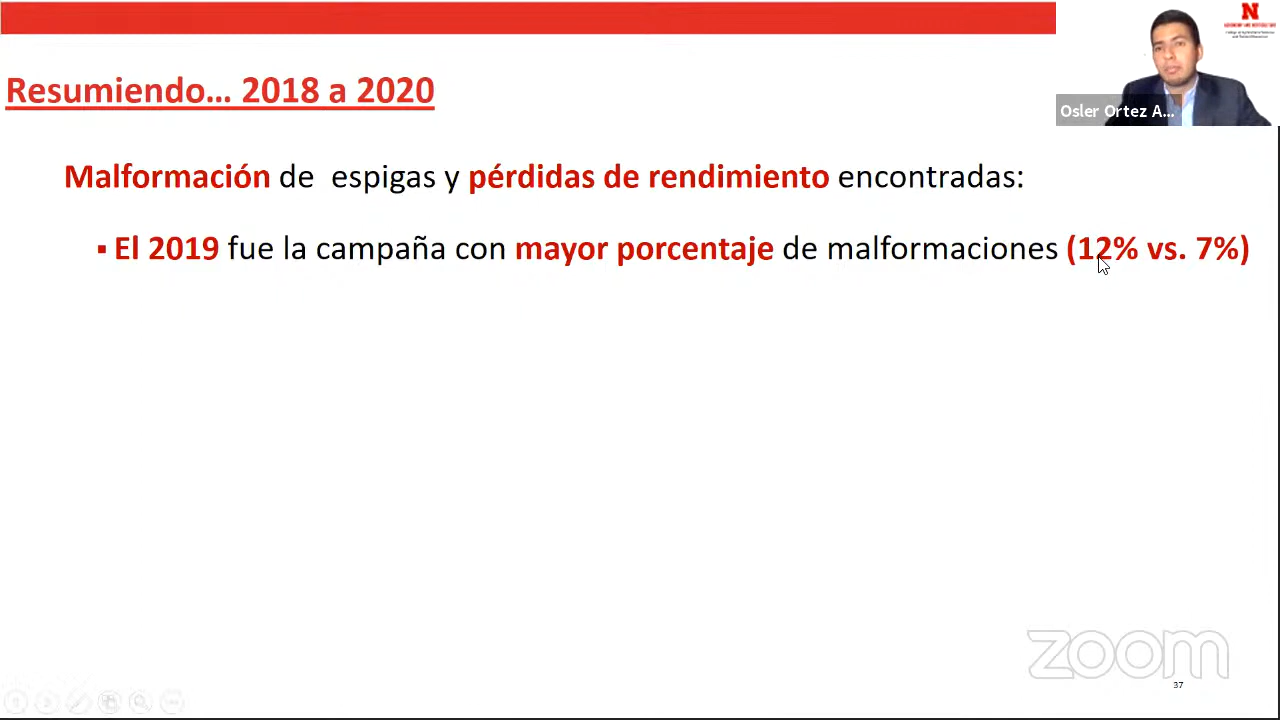 N
Resumiendo... 2018 a 2020
Osler Ortez A...
Malformación de espigas y pérdidas de rendimiento encontradas:
▪ El 2019 fue la campaña con mayor porcentaje de malformaciones (12% vs. 7%)
zoom
37